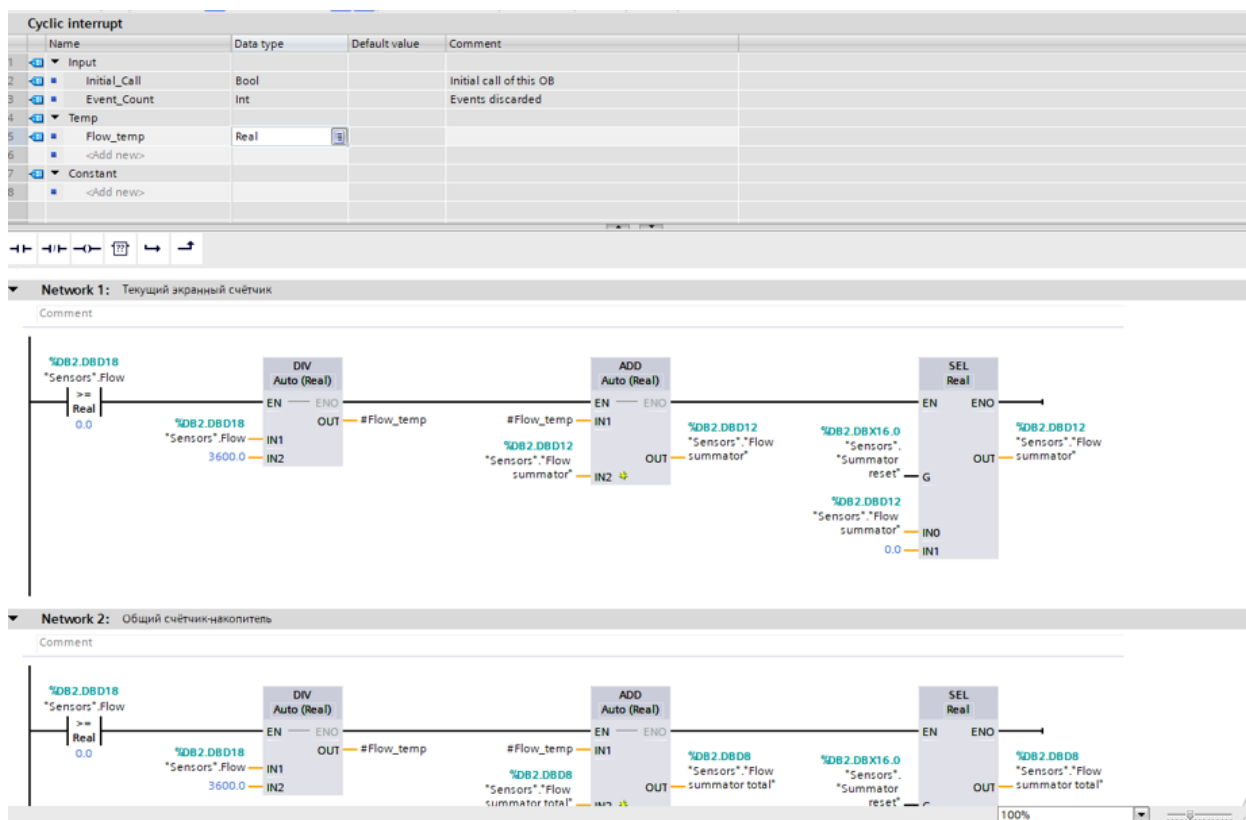 Cyclic interrupt
Name Data type Default value Comment
1 Input
2 Initial_Call Bool Initial call of this OB
3 Event_Count Int Events discarded
4 Temp
5 Flow_temp Real
6 <Add new>
7 Constant
8 <Add new>
??
Network 1: Текущий экранный счётчик
Comment
%DB2.DBD18
"Sensors".Flow
>=
Real
0.0
DIV
Auto (Real)
EN ENO
%DB2.DBD18
"Sensors".Flow IN1
3600.0 IN2
OUT #Flow_temp
ADD
Auto (Real)
EN ENO
#Flow_temp IN1
%DB2.DBD12
"Sensors"."Flow
summator" IN2
%DB2.DBD12
"Sensors"."Flow
OUT summator"
SEL
Real
EN ENO
%DB2.DBX16.0
"Sensors".
"Summator
reset" G
%DB2.DBD12
"Sensors"."Flow
summator" IN0
0.0 IN1
%DB2.DBD12
"Sensors"."Flow
OUT summator"
Network 2: Общий счётчик-накопитель
Comment
%DB2.DBD18
"Sensors".Flow
>=
Real
0.0
DIV
Auto (Real)
EN ENO
%DB2.DBD18
"Sensors".Flow IN1
3600.0 IN2
OUT #Flow_temp
ADD
Auto (Real)
EN ENO
#Flow_temp IN1
%DB2.DBD8
"Sensors"."Flow
summator total" IN2
%DB2.DBD8
"Sensors"."Flow
OUT summator total"
SEL
Real
EN ENO
%DB2.DBX16.0
"Sensors".
"Summator
reset" G
%DB2.DBD8
"Sensors"."Flow
OUT summator total"
100%